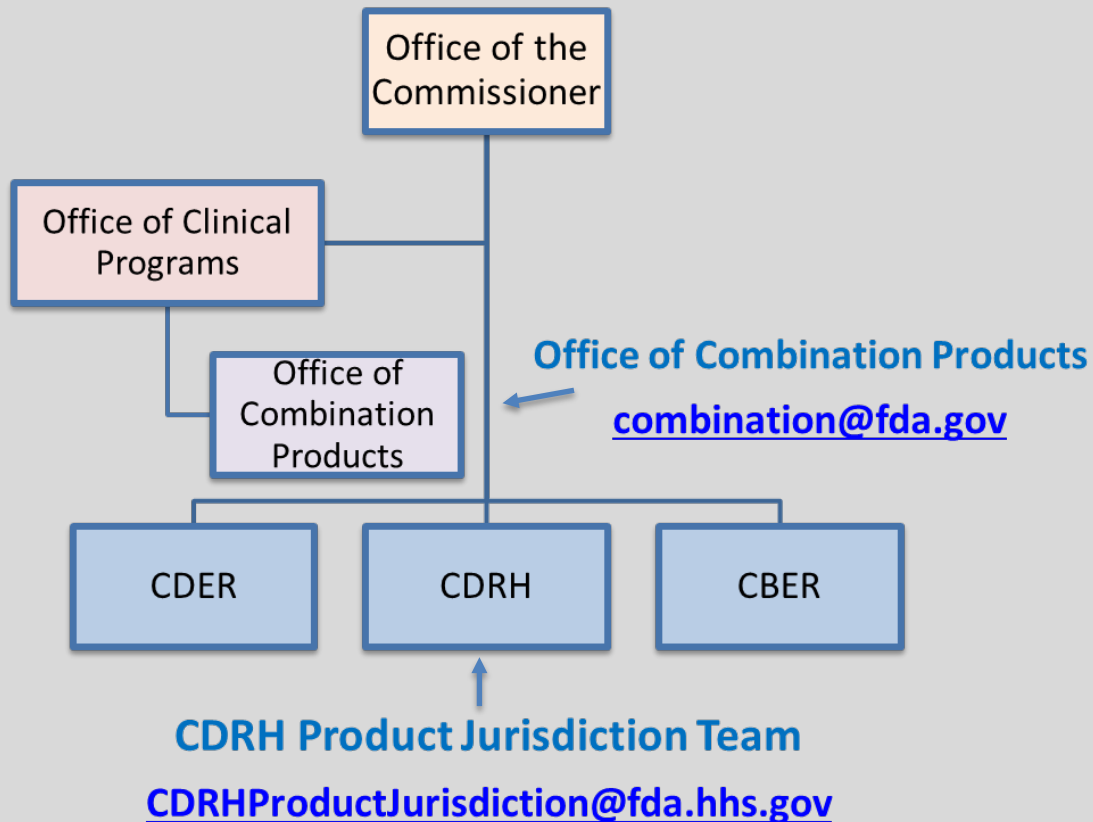 Office of the
Commissioner
Office of Clinical
Programs
Office of
Combination
Products
Office of Combination Products
combination@fda.gov
CDER
CDRH
CBER
CDRH Product Jurisdiction Team
CDRHProductJurisdiction@fda.hhs.gov